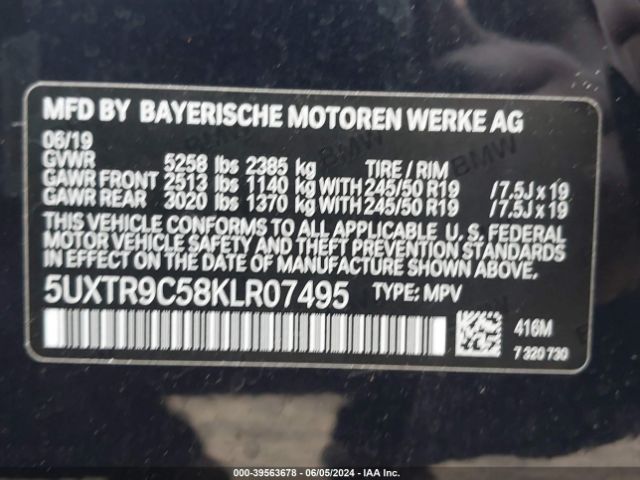 MFD BY BAYERISCHE MOTOREN WERKE AG
06/19
GVWR 5258 lbs 2385 kg TIRE / RIM
GAWR FRONT 2513 lbs 1140 kg WITH 245/50 R19 /7.5J x 19
GAWR REAR 3020 lbs 1370 kg WITH 245/50 R19 /7.5J x 19
THIS VEHICLE CONFORMS TO ALL APPLICABLE U. S. FEDERAL
MOTOR VEHICLE SAFETY AND THEFT PREVENTION STANDARDS
IN EFFECT ON THE DATE OF MANUFACTURE SHOWN ABOVE.
5UXTR9C58KLR07495 TYPE: MPV
416M
7 320 730
000-39563678 - 06/05/2024 - IAA Inc.